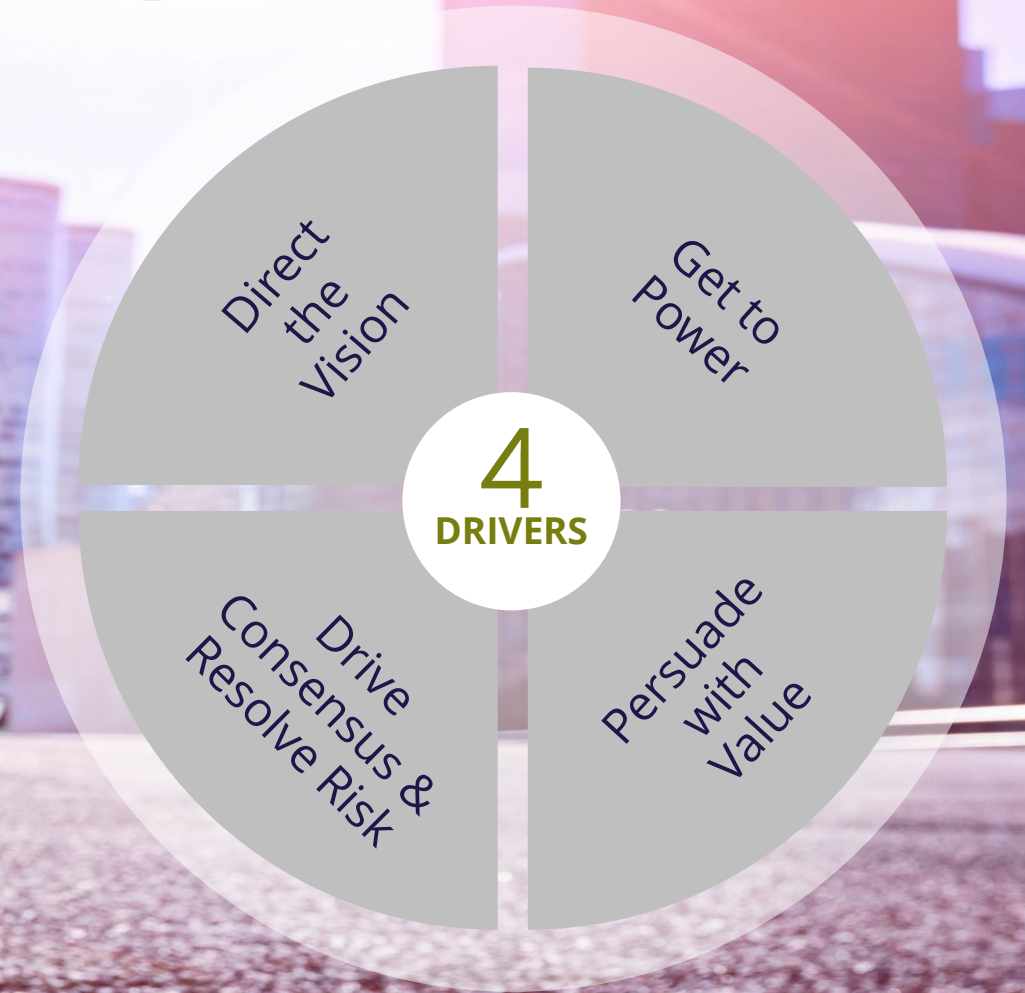 Direct
the
Vision
Get to
Power
4
DRIVERS
Drive
Consensus &
Resolve Risk
Persuade
with
Value